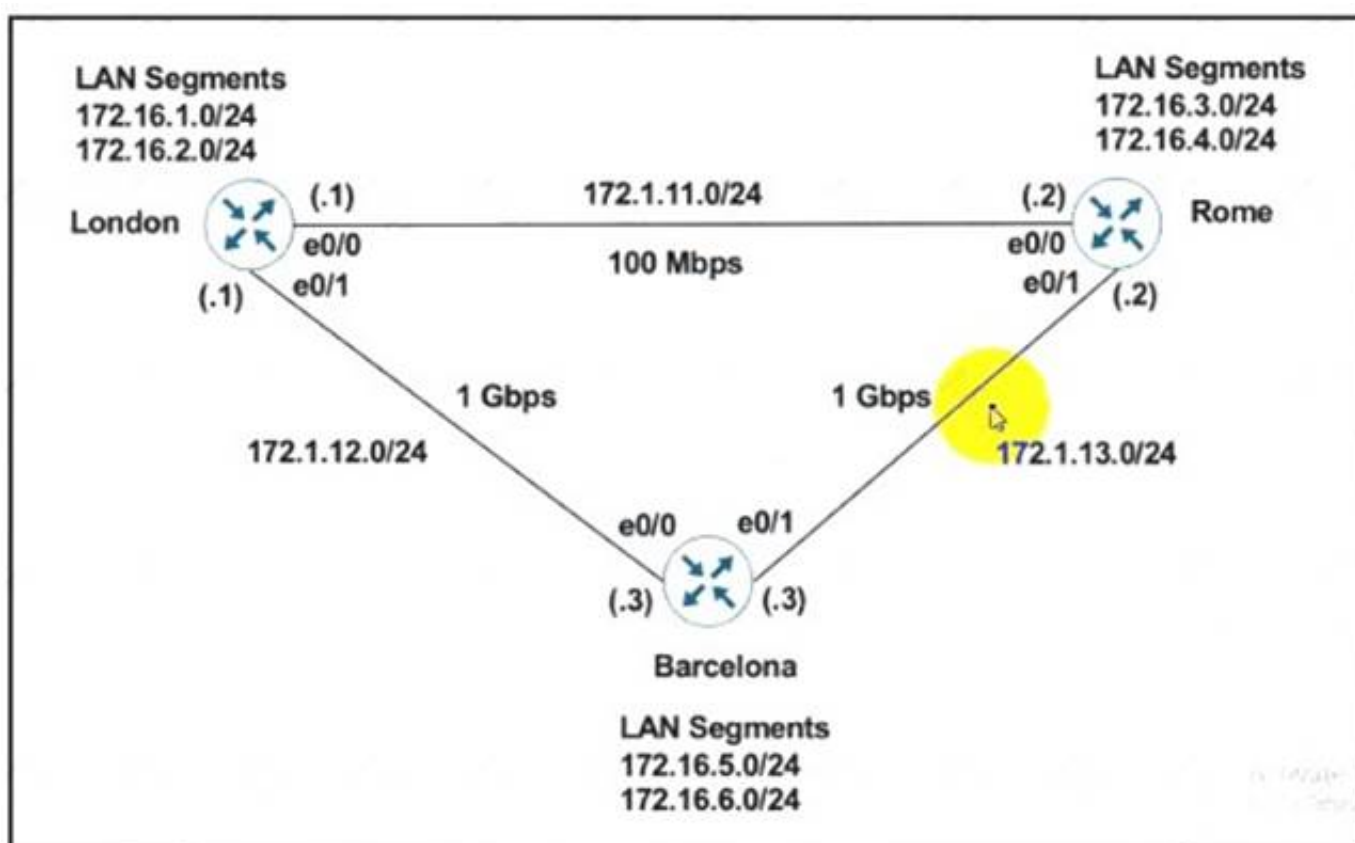 LAN Segments
172.16.1.0/24
172.16.2.0/24
LAN Segments
172.16.3.0/24
172.16.4.0/24
London
(.1)
172.1.11.0/24
(.2)
Rome
e0/0
100 Mbps
e0/0
(.1)
e0/1
e0/1
(.2)
1 Gbps
1 Gbps
172.1.12.0/24
172.1.13.0/24
e0/0
e0/1
(.3)
(.3)
Barcelona
LAN Segments
172.16.5.0/24
172.16.6.0/24